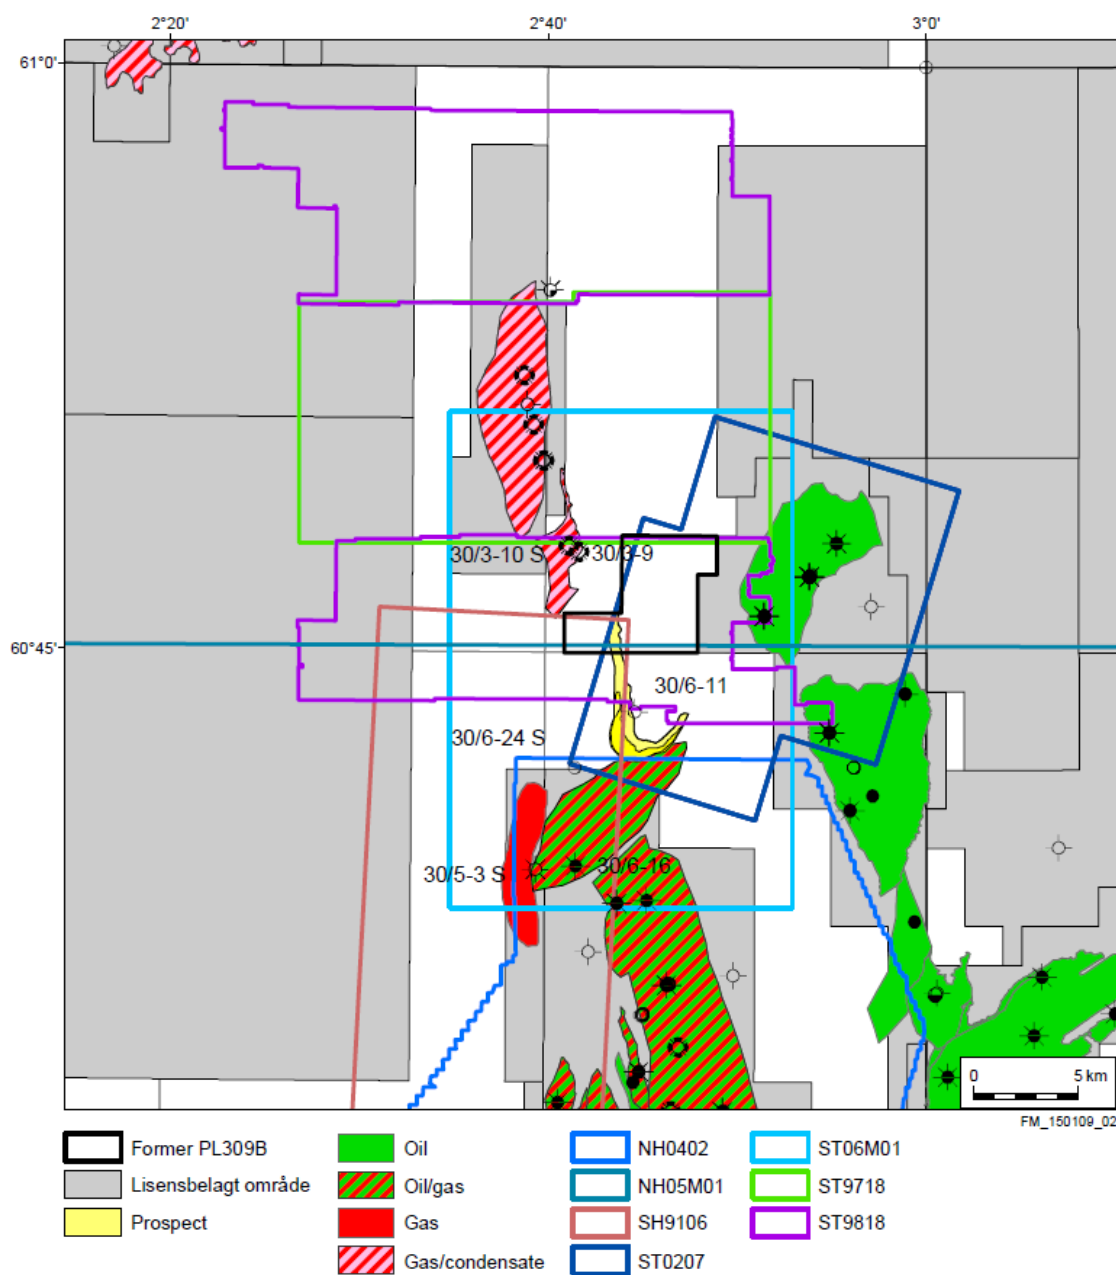 2°20' 2°40' 3°0'
61°0'
30/3-10 S 30/3-9
60°45'
30/6-11
30/6-24 S
30/5-3 S 30/6-16
0 5 km
FM_150109_02
Former PL309B Oil NH0402 ST06M01
Lisensbelagt område Oil/gas NH05M01 ST9718
Prospect Gas SH9106 ST9818
Gas/condensate ST0207